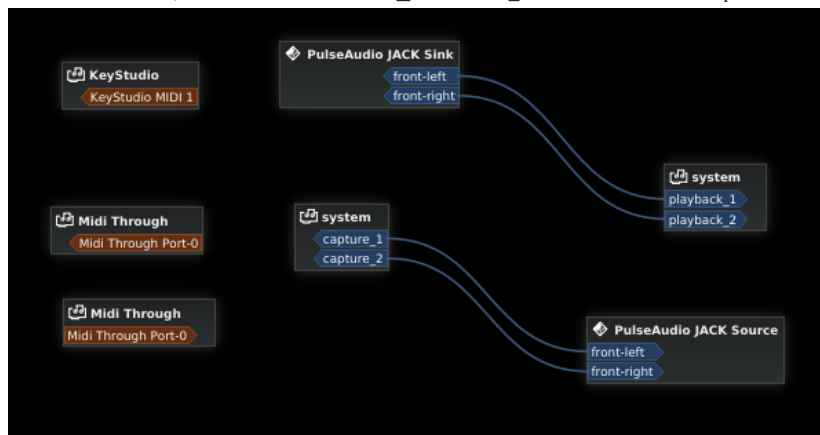 KeyStudio
KeyStudio MIDI 1
PulseAudio JACK Sink
front-left
front-right
system
playback_1
playback_2
Midi Through
Midi Through Port-0
system
capture_1
capture_2
Midi Through
Midi Through Port-0
PulseAudio JACK Source
front-left
front-right